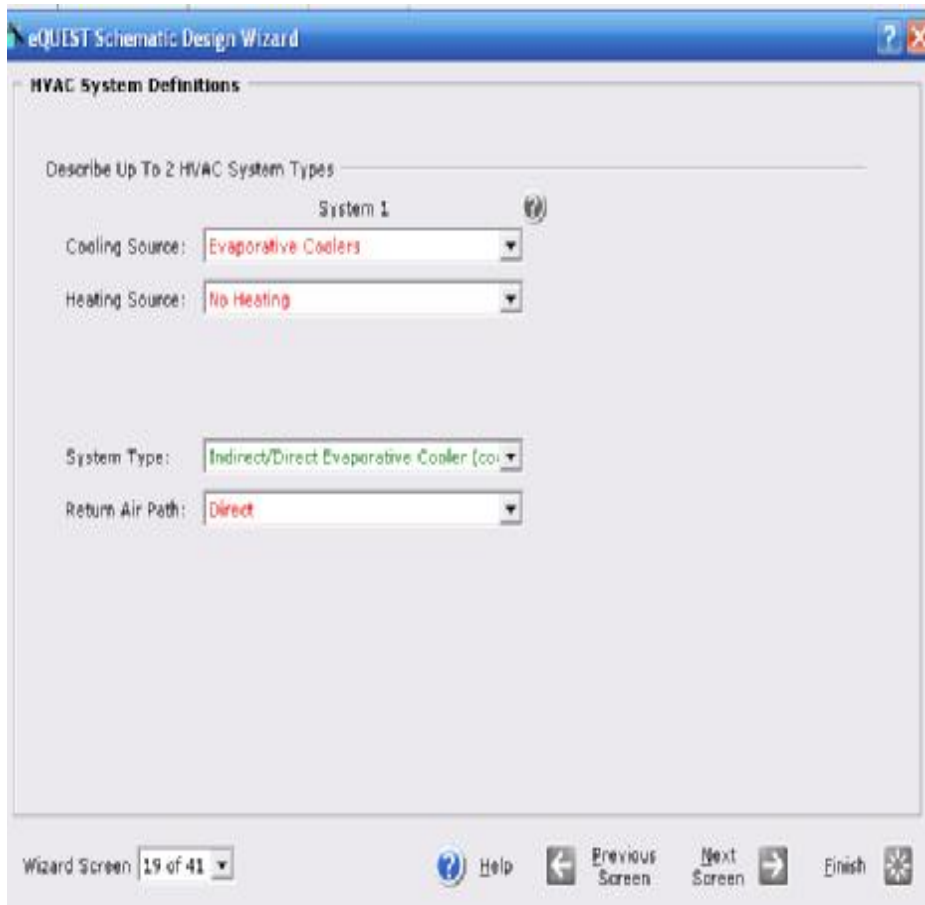 eQUEST Schematic Design Wizard
HVAC System Definitions
Describe Up To 2 HVAC System Types
System 1
Cooling Source: Evaporative Coolers
Heating Source: No Heating
System Type: Indirect/Direct Evaporative Cooler (co
Return Air Path: Direct
Wizard Screen 19 of 41
Help
Previous Screen
Next Screen
Finish